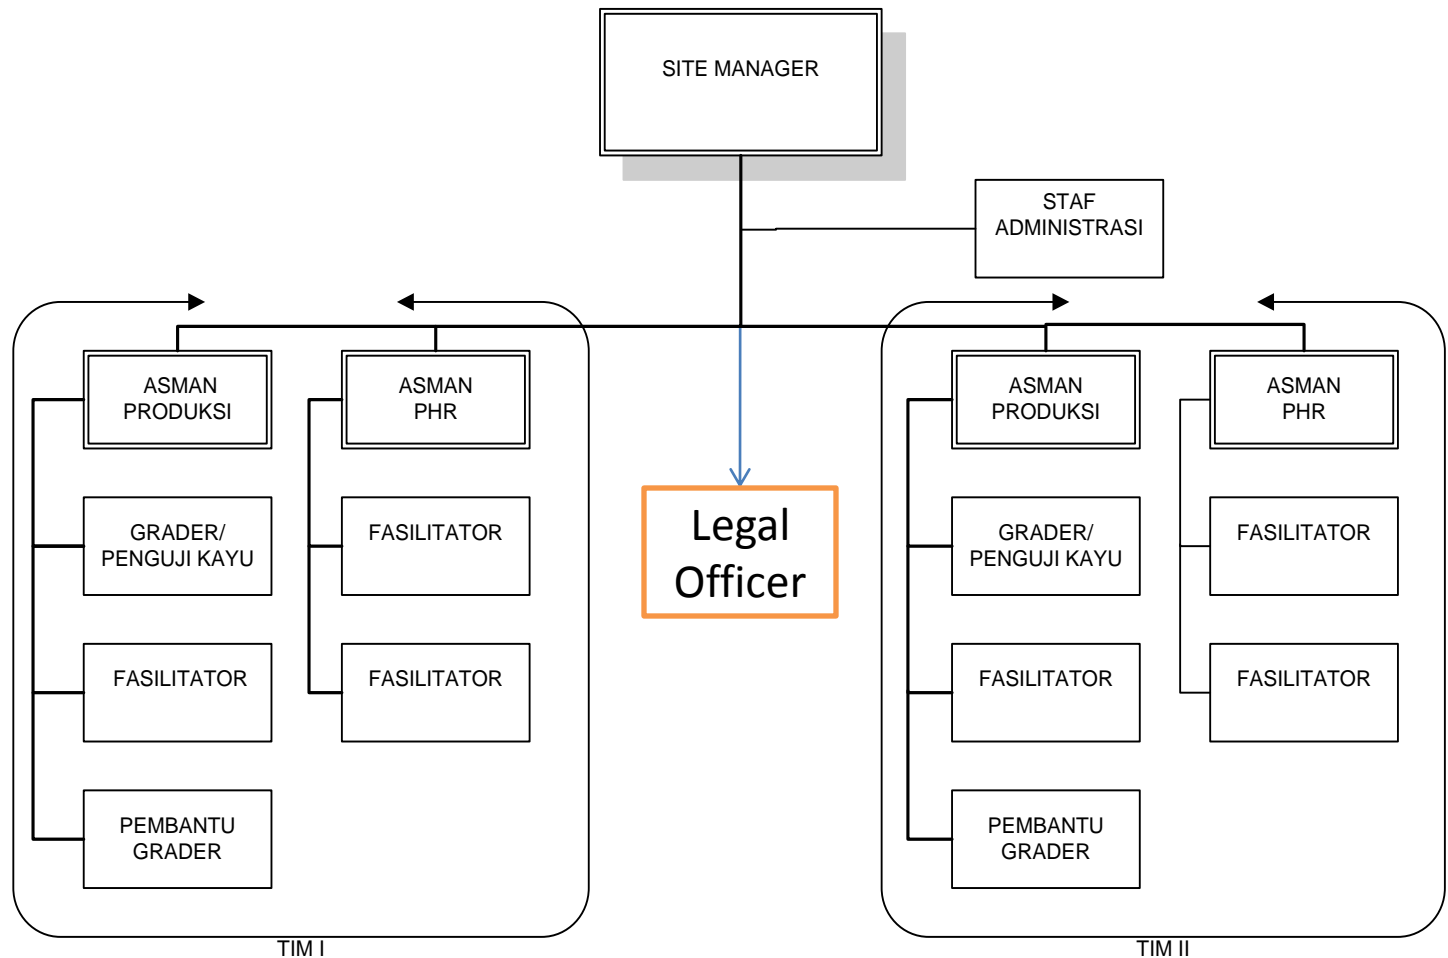 SITE MANAGER
STAF
ADMINISTRASI
ASMAN
PRODUKSI
ASMAN
PHR
ASMAN
PRODUKSI
ASMAN
PHR
GRADER/
PENGUJI KAYU
FASILITATOR
Legal
Officer
GRADER/
PENGUJI KAYU
FASILITATOR
FASILITATOR
FASILITATOR
FASILITATOR
FASILITATOR
PEMBANTU
GRADER
PEMBANTU
GRADER
TIM I
TIM II